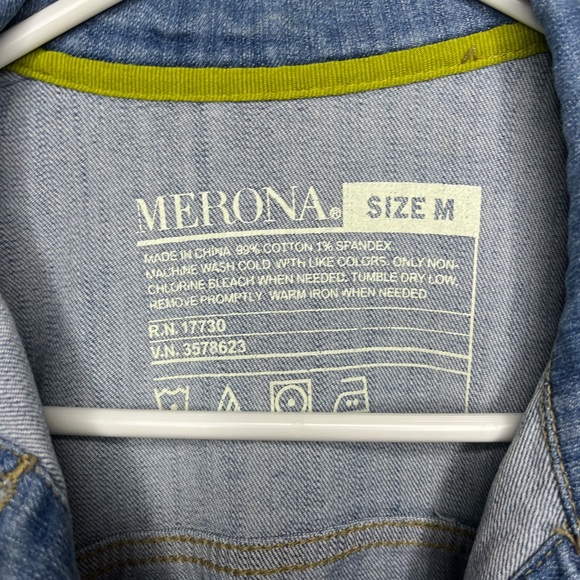 MERONA® SIZE M
MADE IN CHINA 99% COTTON 1% SPANDEX
MACHINE WASH COLD WITH LIKE COLORS. ONLY NON-
CHLORINE BLEACH WHEN NEEDED. TUMBLE DRY LOW.
REMOVE PROMPTLY. WARM IRON WHEN NEEDED
R.N. 17730
V.N. 3578623